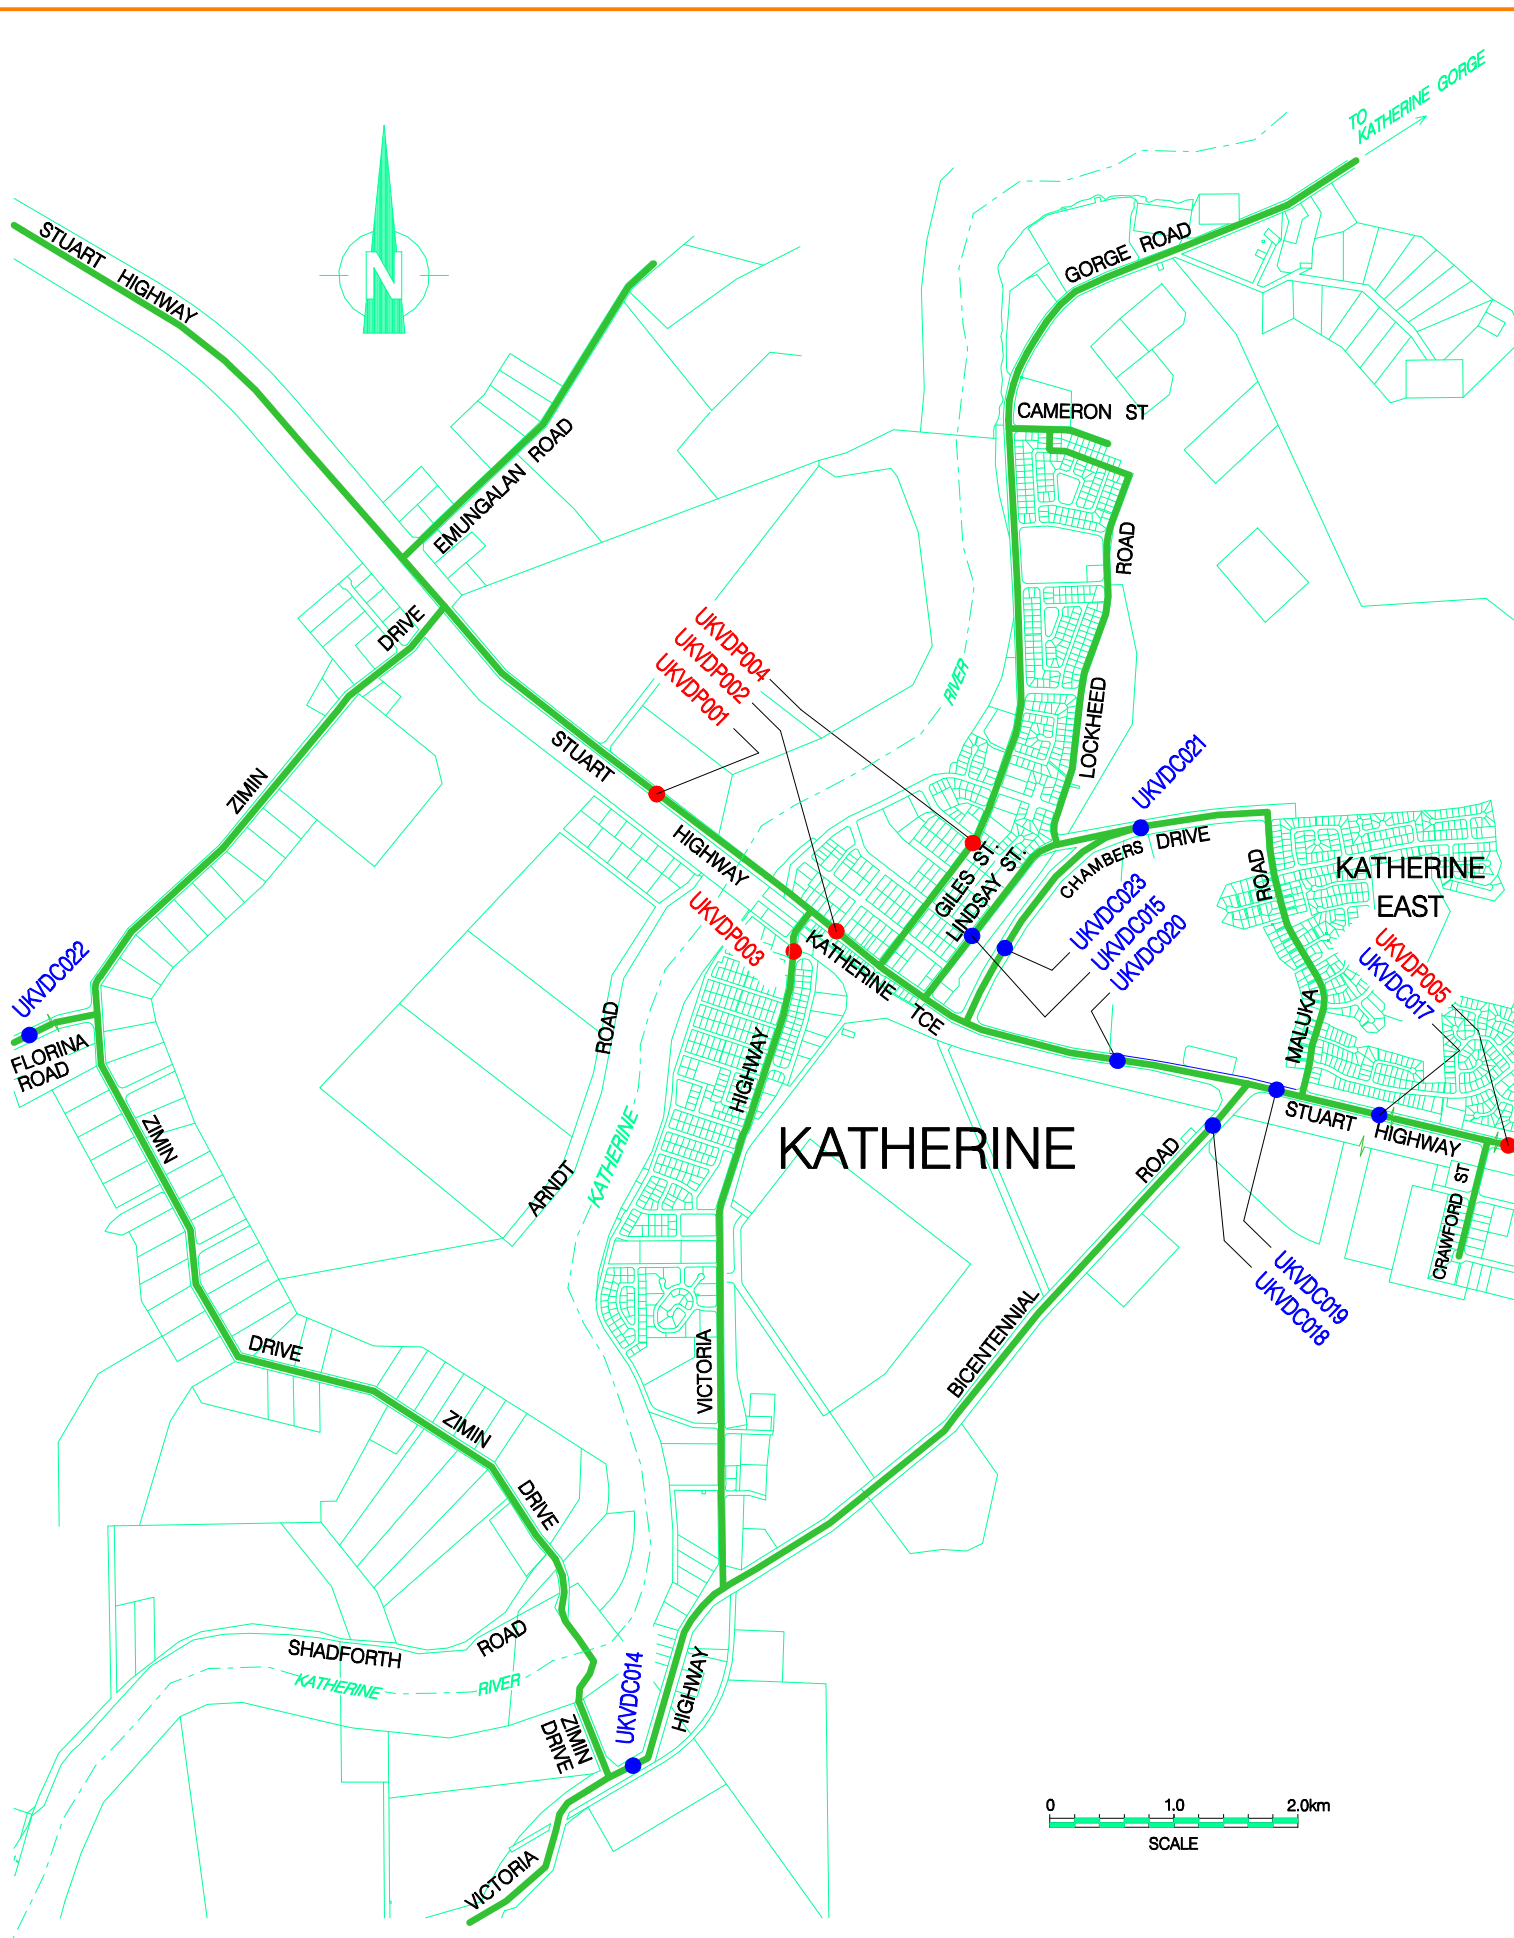 TO
KATHERINE GORGE
STUART HIGHWAY
N
GORGE ROAD
CAMERON ST
EMUNGALAN ROAD
ROAD
DRIVE
UKVDP004
UKVDP002
UKVDP001
RIVER
LOCKHEED
STUART
ZIMIN
UKVDC021
HIGHWAY
CHAMBERS DRIVE
GILES ST.
LINDSAY ST.
ROAD
KATHERINE
EAST
UKVDP003
UKVDC023
UKVDC015
UKVDC020
KATHERINE TCE
UKVDP005
UKVDC017
UKVDC022
FLORINA
ROAD
ROAD
MALUKA
HIGHWAY
ZIMIN
KATHERINE
KATHERINE
STUART HIGHWAY
ARNDT
ROAD
CRAWFORD ST
UKVDC019
UKVDC018
DRIVE
VICTORIA
BICENTENNIAL
ZIMIN
DRIVE
SHADFORTH ROAD
KATHERINE RIVER
UKVDC014
HIGHWAY
ZIMIN
DRIVE
VICTORIA
0 1.0 2.0km
SCALE